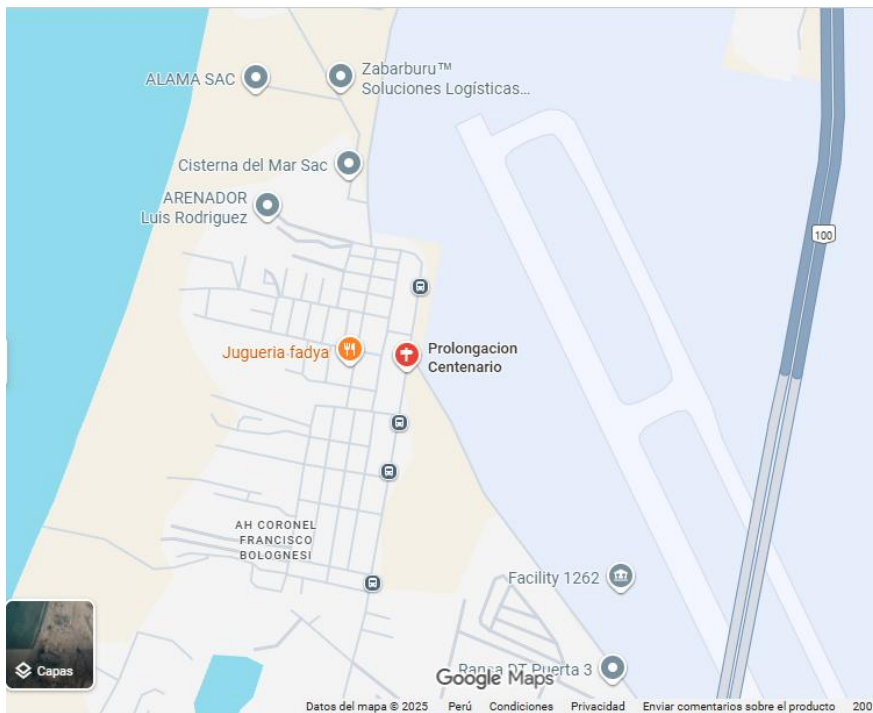 ALAMA SAC
Zabarburu™
Soluciones Logísticas...
Cisterna del Mar Sac
ARENADOR
Luis Rodriguez
100
Jugueria fadya
Prolongacion
Centenario
AH CORONEL
FRANCISCO
BOLOGNESI
Facility 1262
Ransa DT Puerta 3
Capas
Google Maps
Datos del mapa © 2025 Perú Condiciones Privacidad Enviar comentarios sobre el producto 200